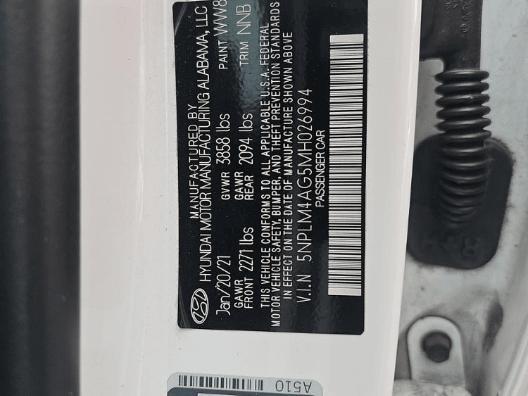 MANUFACTURED BY
HYUNDAI MOTOR MANUFACTURING ALABAMA, LLC
PAINT WW8
Jan/20/21
GVWR 3858 lbs
TRIM NNB
GAWR FRONT 2271 lbs
GAWR REAR 2094 lbs
THIS VEHICLE CONFORMS TO ALL APPLICABLE U.S.A. FEDERAL
MOTOR VEHICLE SAFETY, BUMPER, AND THEFT PREVENTION STANDARDS
IN EFFECT ON THE DATE OF MANUFACTURE SHOWN ABOVE
V.I.N 5NPLM4AG5MH026994
PASSENGER CAR
A510